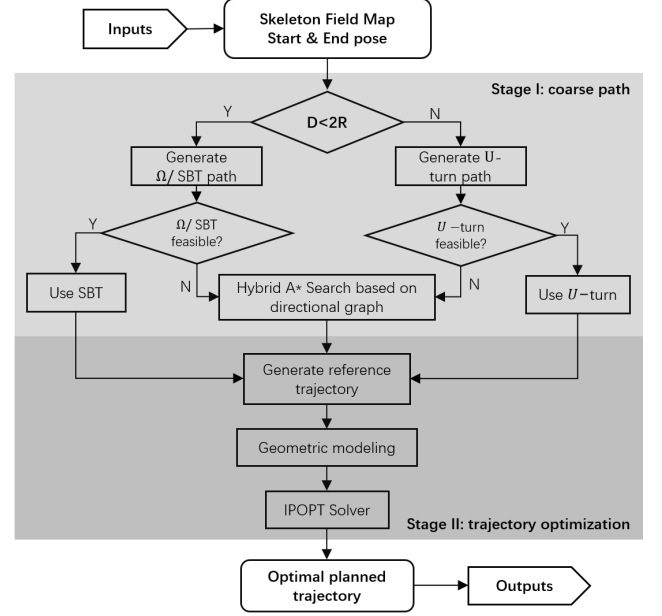 Inputs
Skeleton Field Map
Start & End pose
Stage I: coarse path
Y
D<2R
N
Generate
Ω/ SBT path
Generate U-
turn path
Y
Ω/ SBT
feasible?
N
U −turn
feasible?
Y
N
Use SBT
Hybrid A* Search based on
directional graph
Use U−turn
Generate reference
trajectory
Geometric modeling
IPOPT Solver
Stage II: trajectory optimization
Optimal planned
trajectory
Outputs